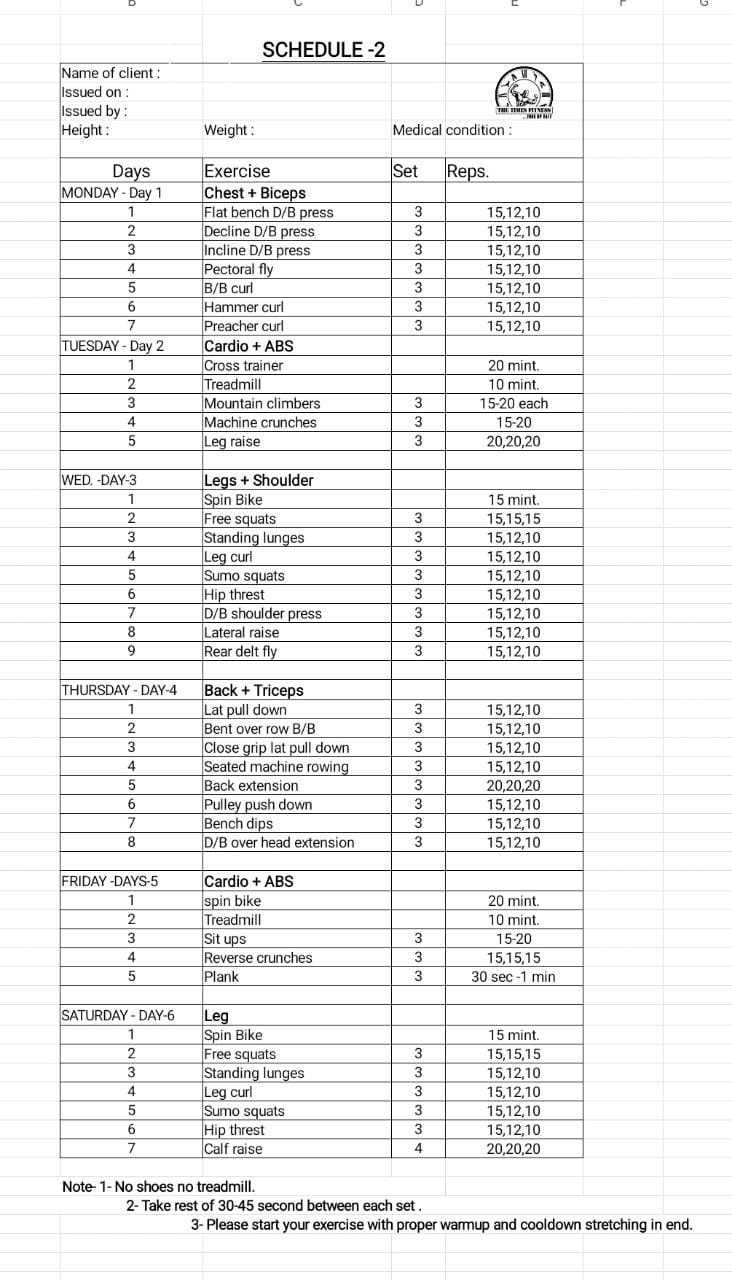 B C D E F G
SCHEDULE -2
Name of client :
Issued on :
Issued by :
THE TIMES FITNESS
Height : Weight : Medical condition :
Days Exercise Set Reps.
MONDAY - Day 1 Chest + Biceps
1 Flat bench D/B press 3 15,12,10
2 Decline D/B press 3 15,12,10
3 Incline D/B press 3 15,12,10
4 Pectoral fly 3 15,12,10
5 B/B curl 3 15,12,10
6 Hammer curl 3 15,12,10
7 Preacher curl 3 15,12,10
TUESDAY - Day 2 Cardio + ABS
1 Cross trainer 20 mint.
2 Treadmill 10 mint.
3 Mountain climbers 3 15-20 each
4 Machine crunches 3 15-20
5 Leg raise 3 20,20,20
WED. -DAY-3 Legs + Shoulder
1 Spin Bike 15 mint.
2 Free squats 3 15,15,15
3 Standing lunges 3 15,12,10
4 Leg curl 3 15,12,10
5 Sumo squats 3 15,12,10
6 Hip threst 3 15,12,10
7 D/B shoulder press 3 15,12,10
8 Lateral raise 3 15,12,10
9 Rear delt fly 3 15,12,10
THURSDAY - DAY-4 Back + Triceps
1 Lat pull down 3 15,12,10
2 Bent over row B/B 3 15,12,10
3 Close grip lat pull down 3 15,12,10
4 Seated machine rowing 3 15,12,10
5 Back extension 3 20,20,20
6 Pulley push down 3 15,12,10
7 Bench dips 3 15,12,10
8 D/B over head extension 3 15,12,10
FRIDAY -DAYS-5 Cardio + ABS
1 spin bike 20 mint.
2 Treadmill 10 mint.
3 Sit ups 3 15-20
4 Reverse crunches 3 15,15,15
5 Plank 3 30 sec -1 min
SATURDAY - DAY-6 Leg
1 Spin Bike 15 mint.
2 Free squats 3 15,15,15
3 Standing lunges 3 15,12,10
4 Leg curl 3 15,12,10
5 Sumo squats 3 15,12,10
6 Hip threst 3 15,12,10
7 Calf raise 4 20,20,20
Note- 1- No shoes no treadmill.
2- Take rest of 30-45 second between each set .
3- Please start your exercise with proper warmup and cooldown stretching in end.